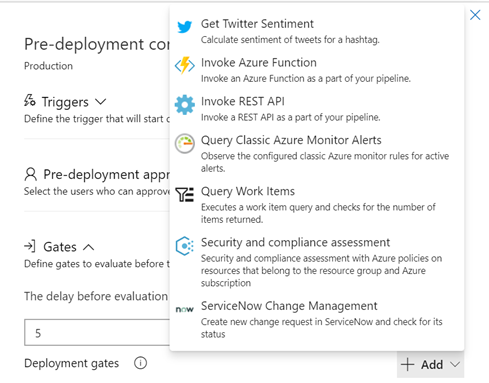 Pre-deployment
Production
Triggers
Define the trigger that will start
Pre-deployment
Select the users who can approve
Gates
Define gates to evaluate before
The delay before evaluation
5
Deployment gates
Get Twitter Sentiment
Calculate sentiment of tweets for a hashtag.
Invoke Azure Function
Invoke an Azure Function as a part of your pipeline.
Invoke REST API
Invoke a REST API as a part of your pipeline.
Query Classic Azure Monitor Alerts
Observe the configured classic Azure monitor rules for active
alerts.
Query Work Items
Executes a work item query and checks for the number of
items returned.
Security and compliance assessment
Security and compliance assessment with Azure policies on
resources that belong to the resource group and Azure
subscription
now
ServiceNow Change Management
Create new change request in ServiceNow and check for its
status
+ Add